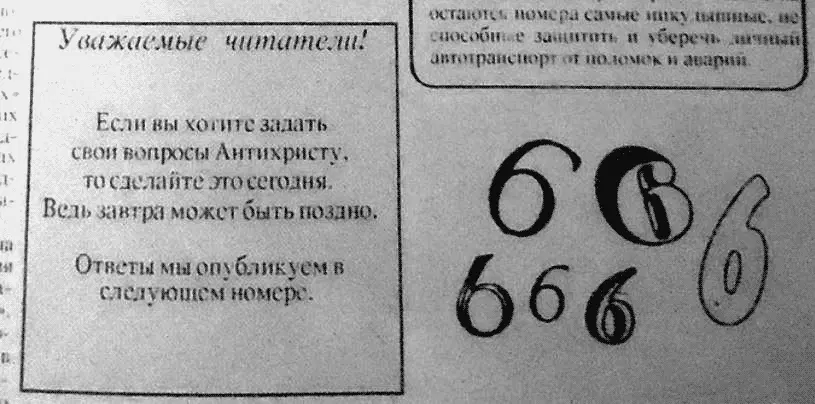 Уважаемые читатели!
Если вы хотите задать
свои вопросы Антихристу,
то сделайте это сегодня.
Ведь завтра может быть поздно.
Ответы мы опубликуем в
следующем номере.
остаются номера самые никудышные, не
способные защитить и уберечь личный
автотранспорт от поломок и аварий.
6 6 6
6 6 6